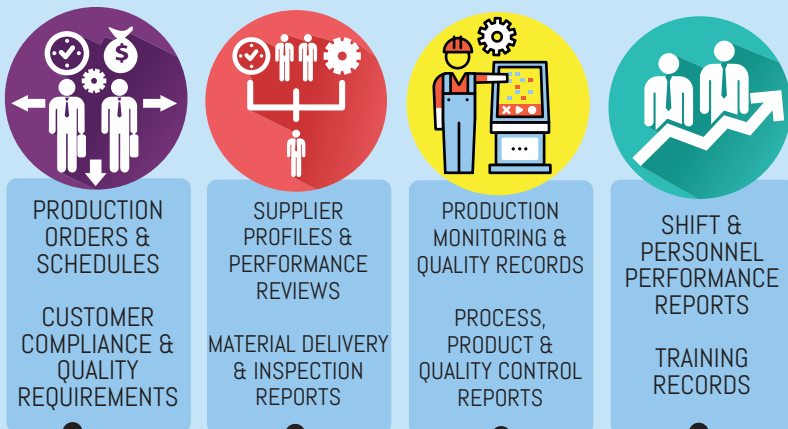 PRODUCTION
ORDERS &
SCHEDULES
CUSTOMER
COMPLIANCE &
QUALITY
REQUIREMENTS
SUPPLIER
PROFILES &
PERFORMANCE
REVIEWS
MATERIAL DELIVERY
& INSPECTION
REPORTS
PRODUCTION
MONITORING &
QUALITY RECORDS
PROCESS,
PRODUCT &
QUALITY CONTROL
REPORTS
SHIFT &
PERSONNEL
PERFORMANCE
REPORTS
TRAINING
RECORDS